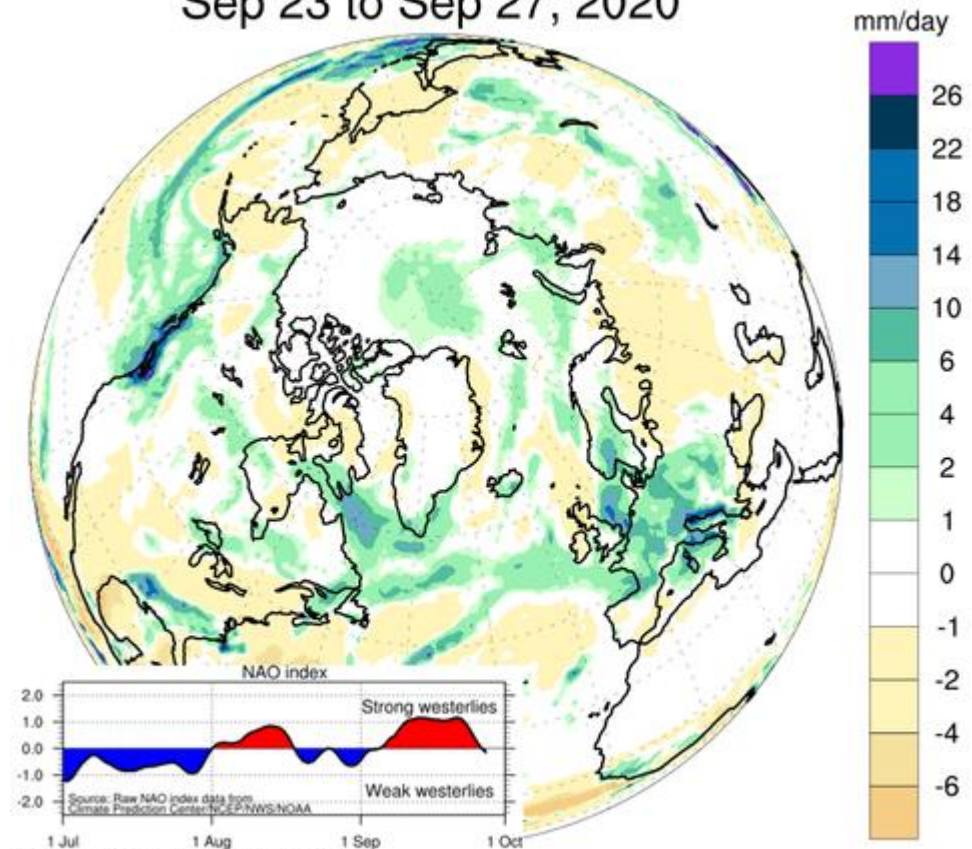 Sep 23 to Sep 27, 2020
mm/day
26
22
18
14
10
6
4
2
1
0
-1
-2
-4
-6
NAO index
2.0
1.0
0.0
-1.0
-2.0
Strong westerlies
Weak westerlies
Source: Raw NAO index data from
Climate Prediction Center/NCEP/NWS/NOAA
1 Jul
1 Aug
1 Sep
1 Oct